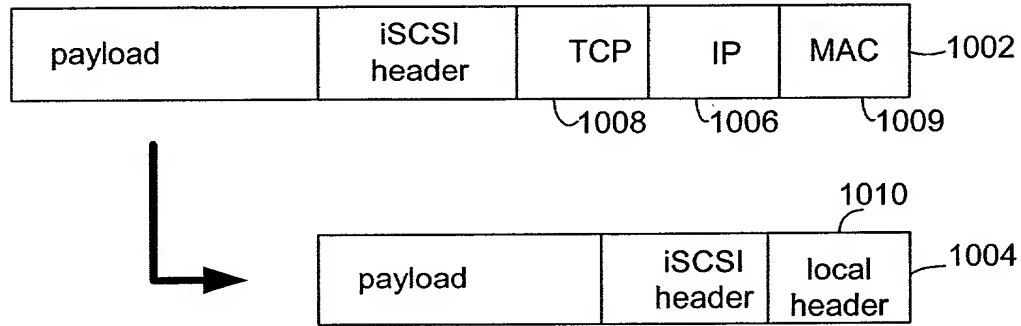 payload iSCSI header TCP IP MAC 1002
1008 1006 1009
1010
payload iSCSI header local header 1004